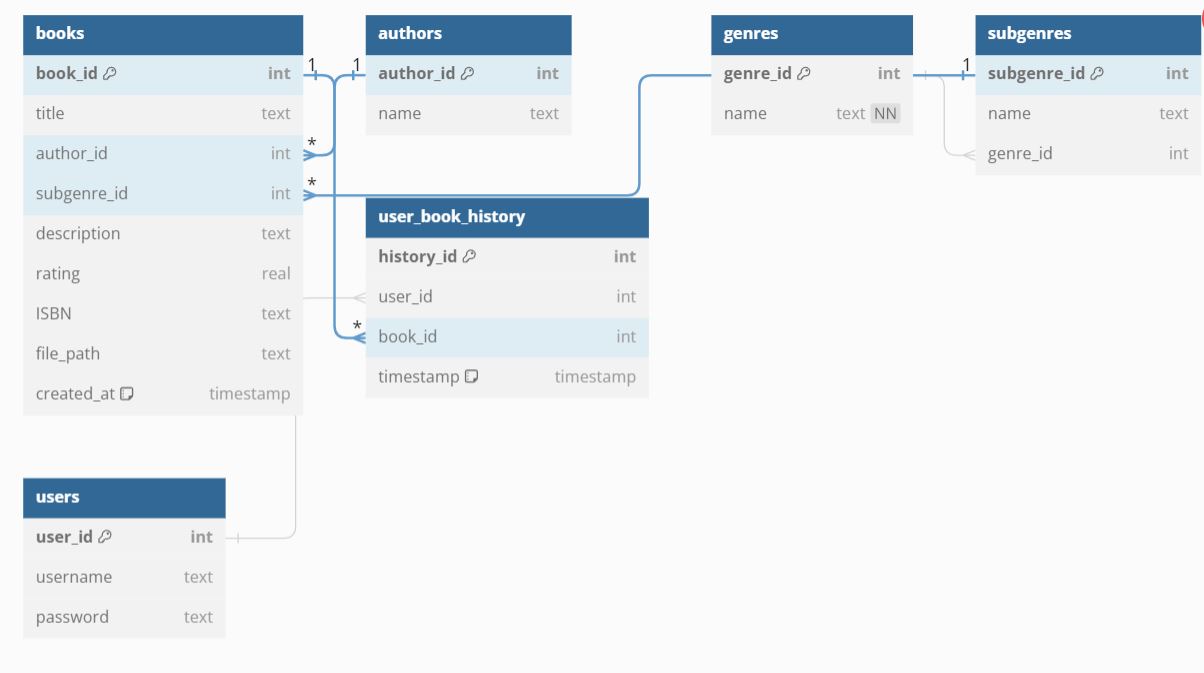 books
book_id int
title text
author_id int
subgenre_id int
description text
rating real
ISBN text
file_path text
created_at timestamp
1
*
*
authors
1
author_id int
name text
genres
genre_id int
name text NN
subgenres
1
subgenre_id int
name text
genre_id int
user_book_history
history_id int
user_id int
*
book_id int
timestamp timestamp
users
user_id int
username text
password text